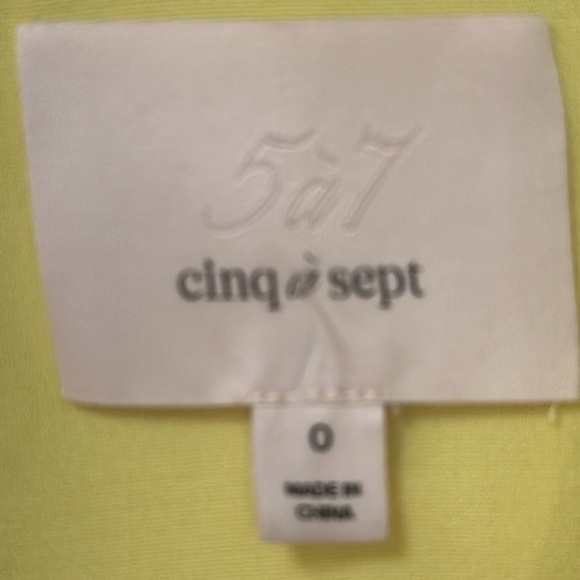 5à7
cinq à sept
0
MADE IN
CHINA